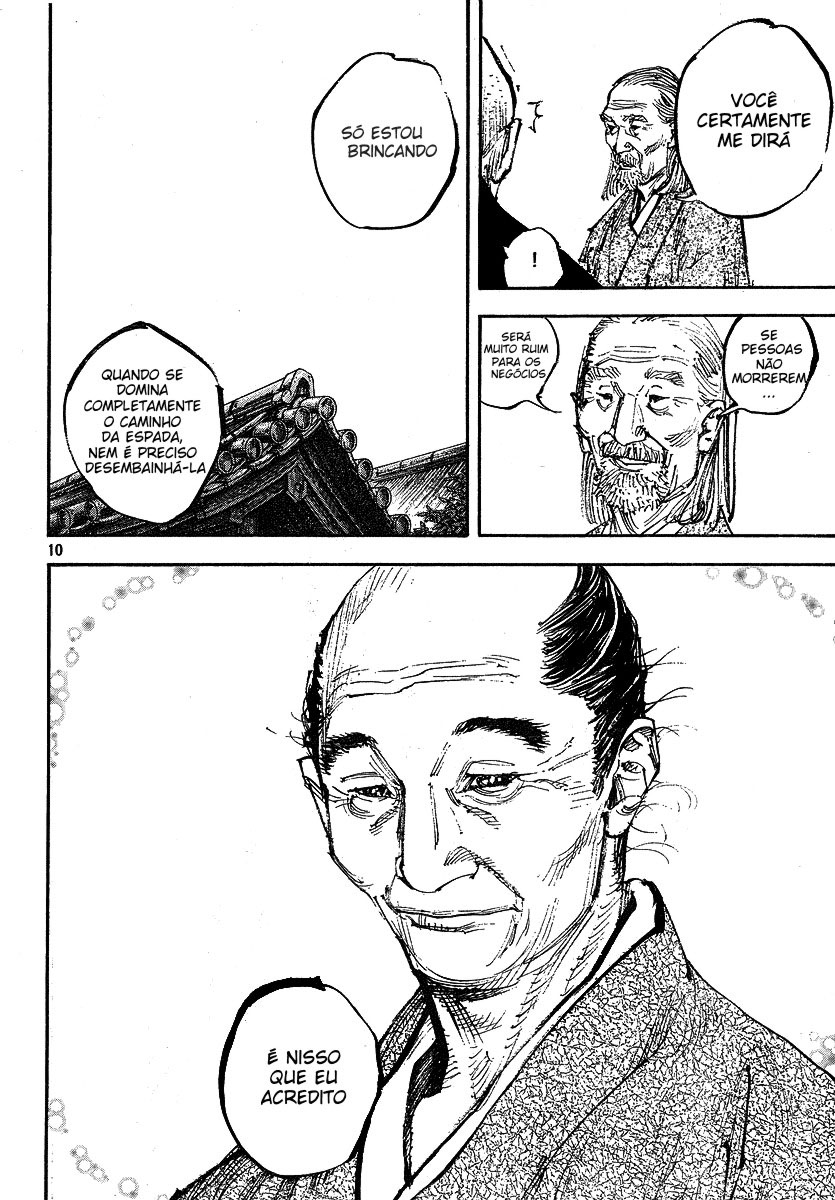 VOCÊ
CERTAMENTE
ME DIRÁ
!
SE
PESSOAS
NÃO
MORREREM
...
SERÁ
MUITO RUIM
PARA OS
NEGÓCIOS
SÓ ESTOU
BRINCANDO
QUANDO SE
DOMINA
COMPLETAMENTE
O CAMINHO
DA ESPADA,
NEM É PRECISO
DESEMBAINHÁ-LA
10
É NISSO
QUE EU
ACREDITO